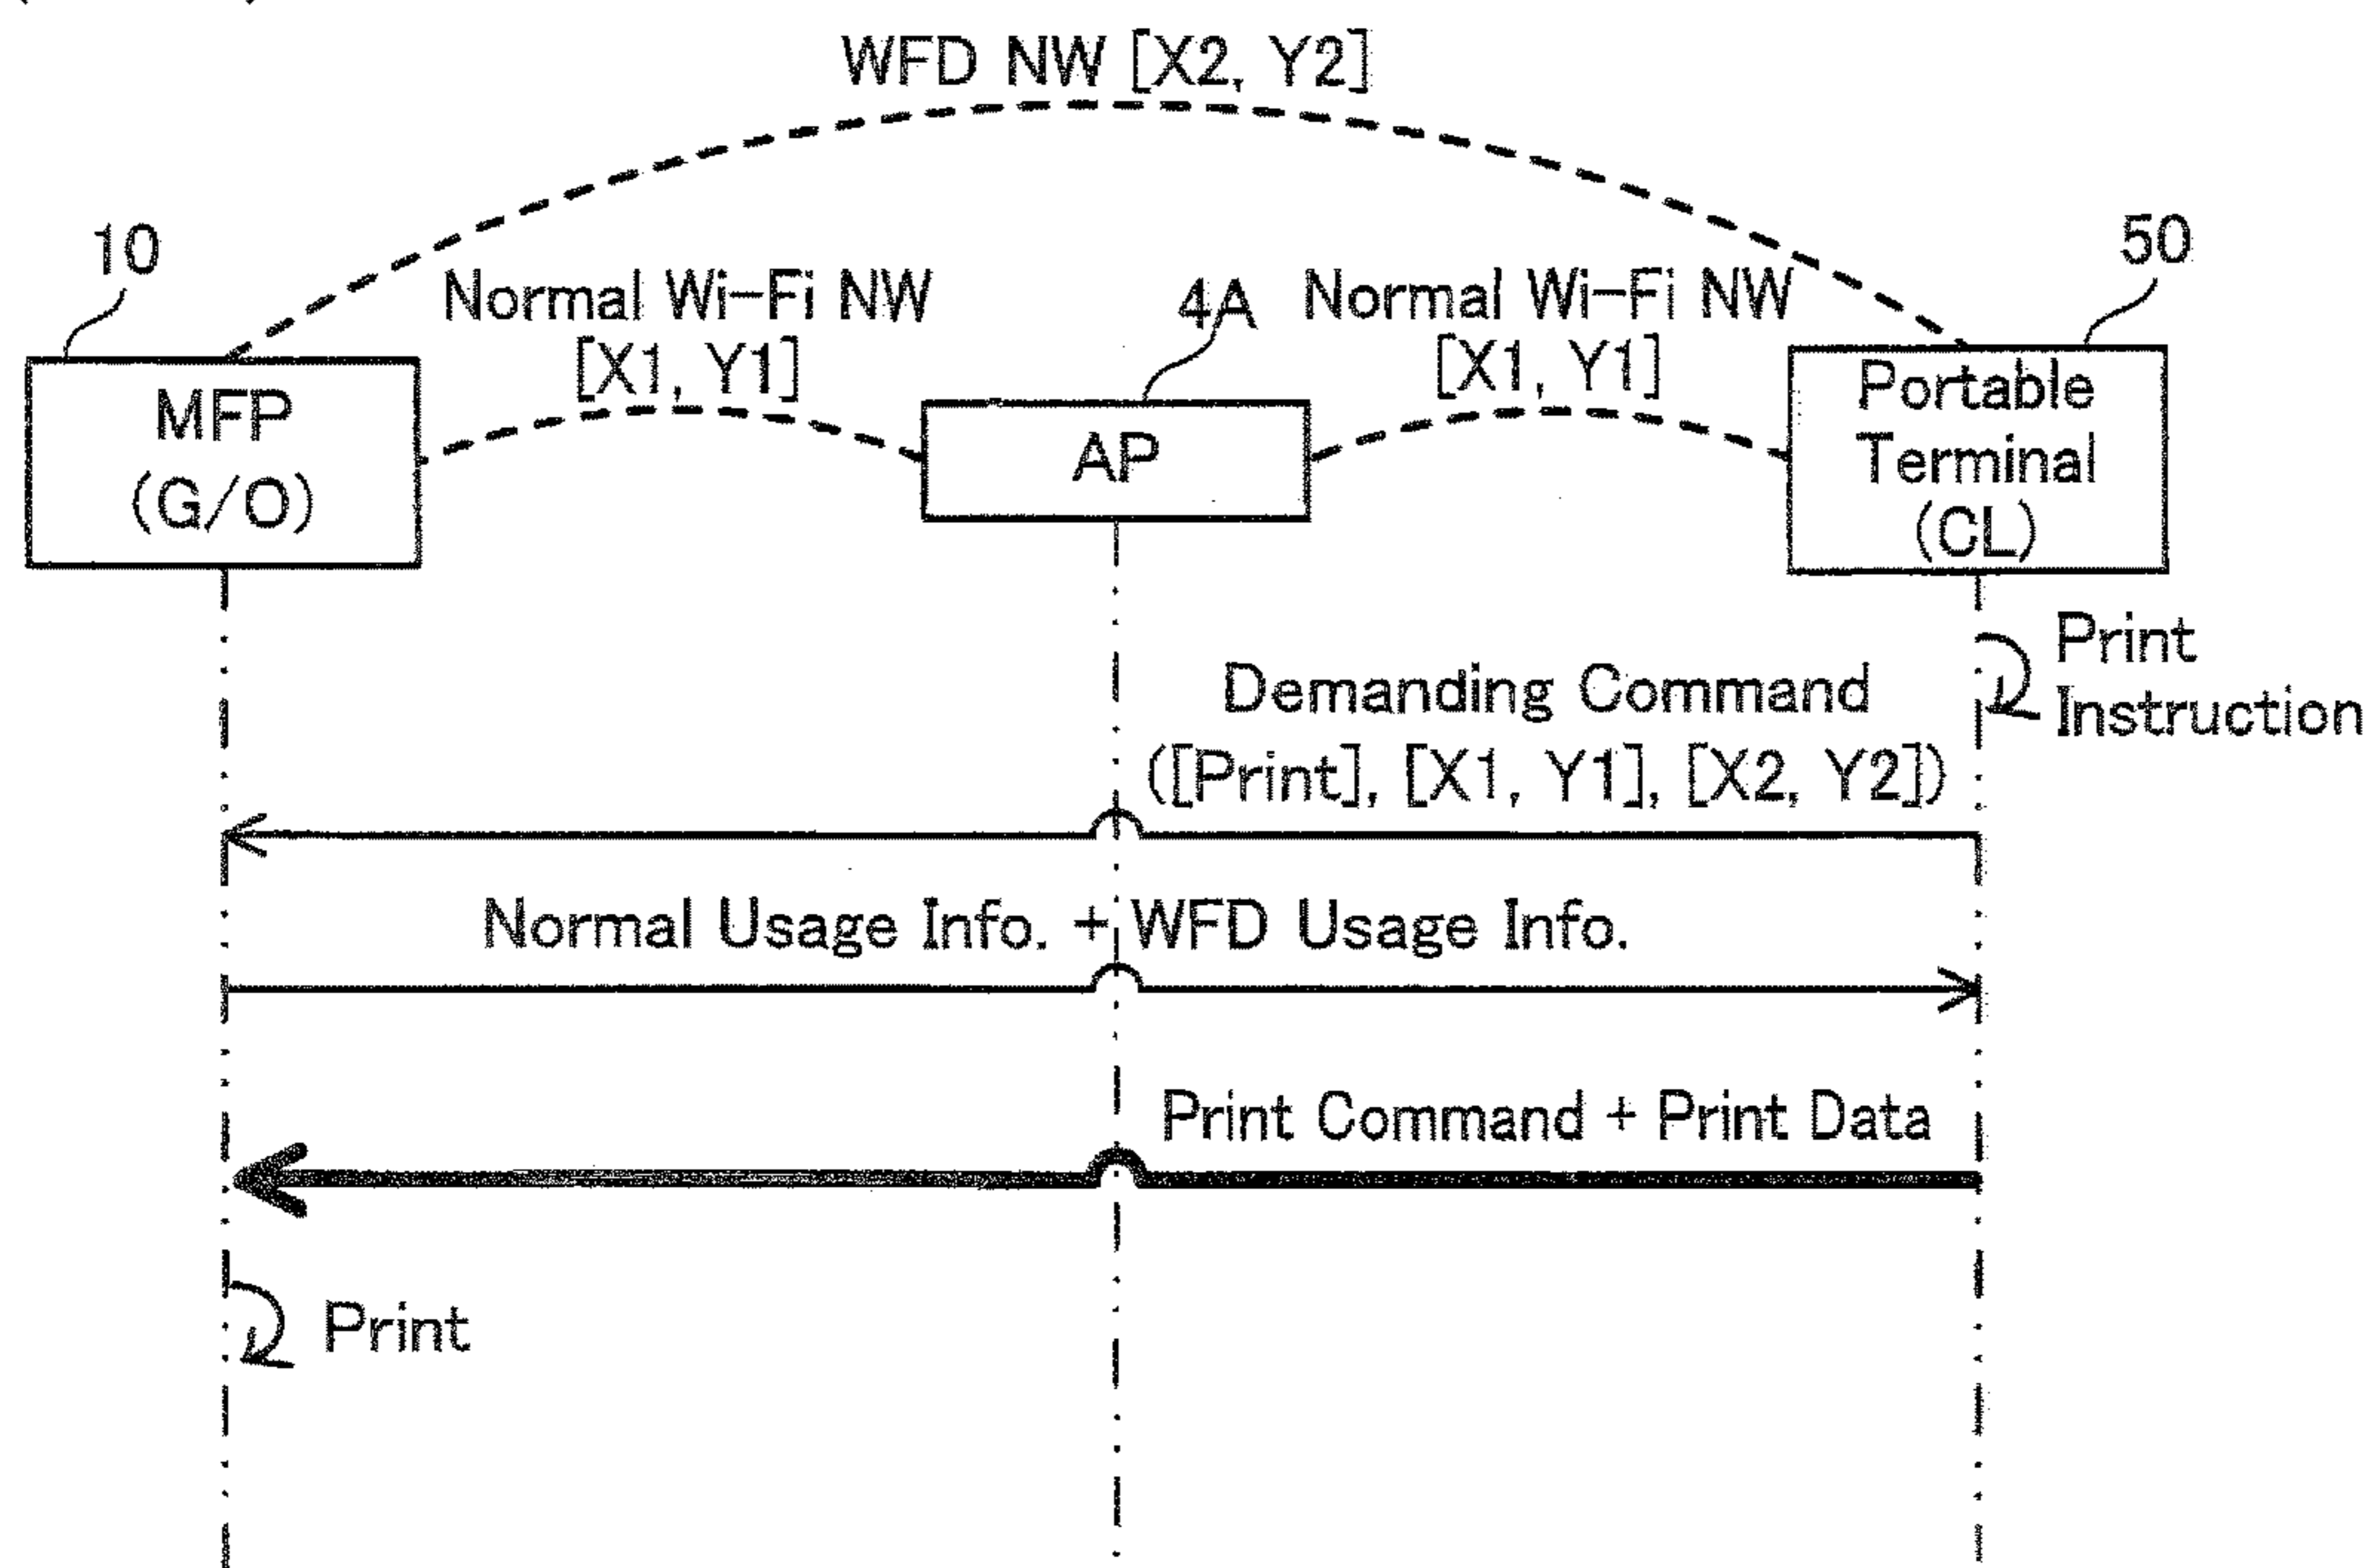 WFD NW [X2, Y2]
10
Normal Wi-Fi NW
[X1, Y1]
4A
Normal Wi-Fi NW
[X1, Y1]
50
MFP
(G/O)
AP
Portable
Terminal
(CL)
Print
Instruction
Demanding Command
([Print], [X1, Y1], [X2, Y2])
Normal Usage Info. + WFD Usage Info.
Print Command + Print Data
Print